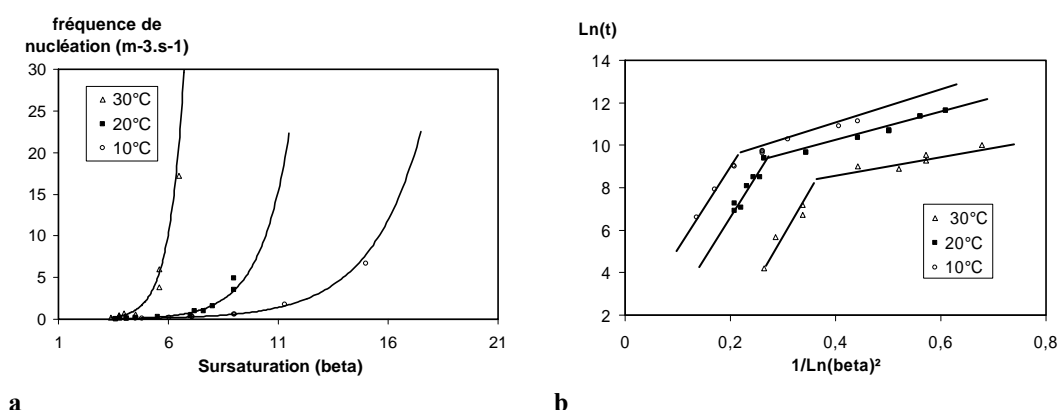 fréquence de
nucléation (m-3.s-1)
30
25
20
15
10
5
0
1 6 11 16 21
Sursaturation (beta)
30°C
20°C
10°C
a
Ln(t)
14
12
10
8
6
4
2
0 0,2 0,4 0,6 0,8
1/Ln(beta)²
30°C
20°C
10°C
b